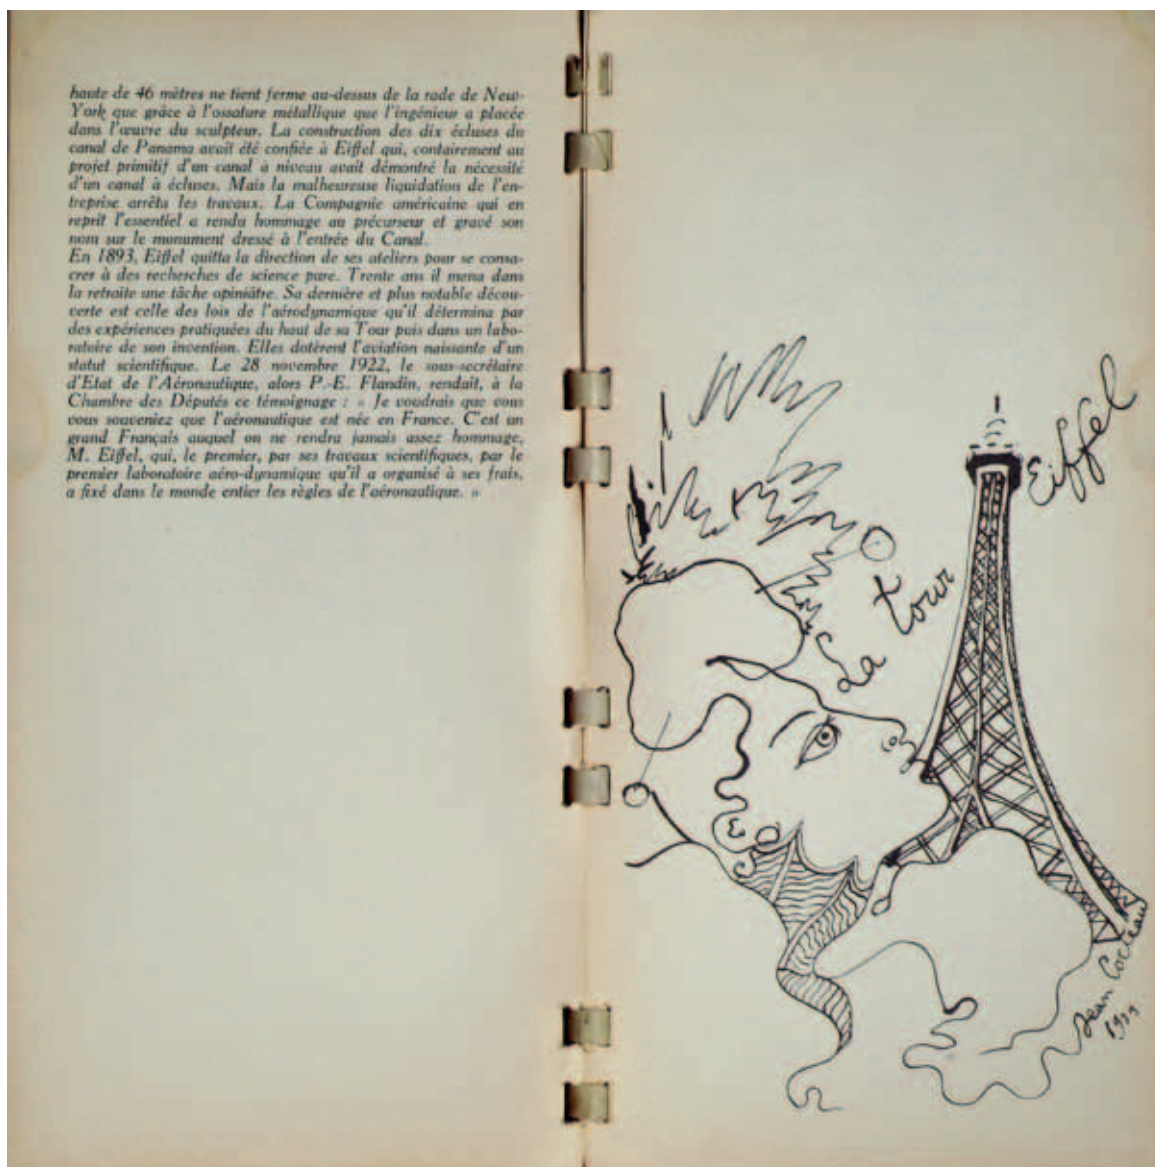 haute de 46 mètres ne tient ferme au-dessus de la rade de New-
York que grâce à l'ossature métallique que l'ingénieur a placée
dans l'œuvre du sculpteur. La construction des dix écluses du
canal de Panama avait été confiée à Eiffel qui, contairement au
projet primitif d'un canal à niveau avait démontré la nécessité
d'un canal à écluses. Mais la malheureuse liquidation de l'en-
treprise arrêta les travaux. La Compagnie américaine qui en
reprit l'essentiel a rendu hommage au précurseur et gravé son
nom sur le monument dressé à l'entrée du Canal.
En 1893, Eiffel quitta la direction de ses ateliers pour se consa-
crer à des recherches de science pure. Trente ans il mena dans
la retraite une tâche opiniâtre. Sa dernière et plus notable décou-
verte est celle des lois de l'aérodynamique qu'il détermina par
des expériences pratiquées du haut de sa Tour puis dans un labo-
ratoire de son invention. Elles dotèrent l'aviation naissante d'un
statut scientifique. Le 28 novembre 1922, le sous-secrétaire
d'Etat de l'Aéronautique, alors P.-E. Flandin, rendait, à la
Chambre des Députés ce témoignage : « Je voudrais que vous
vous souveniez que l'aéronautique est née en France. C'est un
grand Français auquel on ne rendra jamais assez hommage,
M. Eiffel, qui, le premier, par ses travaux scientifiques, par le
premier laboratoire aéro-dynamique qu'il a organisé à ses frais,
a fixé dans le monde entier les règles de l'aéronautique. »
La tour Eiffel
Jean Cocteau